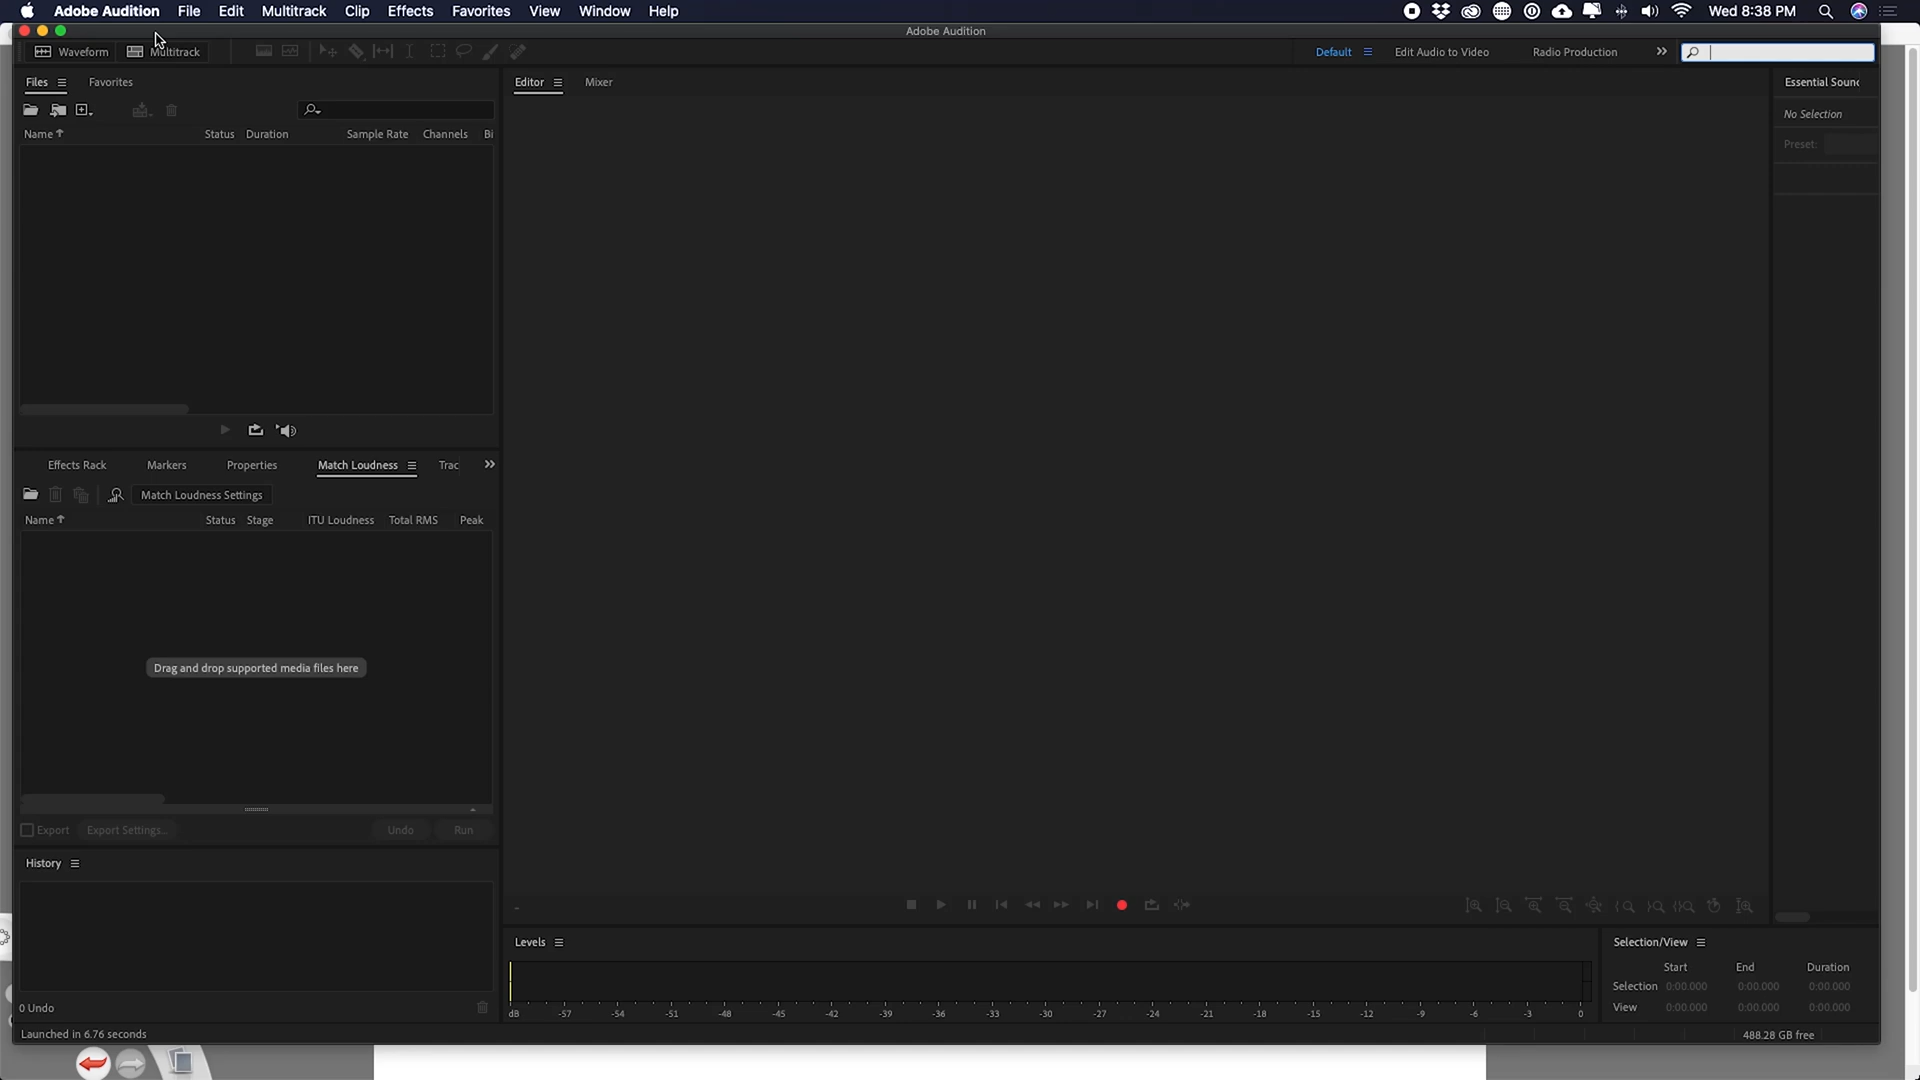 Adobe Audition File Edit Multitrack Clip Effects Favorites View Window Help Wed 8:38 PM
Adobe Audition
Waveform Multitrack Default Edit Audio to Video Radio Production
Files Favorites Editor Mixer Essential Sounc
No Selection
Preset:
Name Status Duration Sample Rate Channels Bi
Effects Rack Markers Properties Match Loudness Trac
Match Loudness Settings
Name Status Stage ITU Loudness Total RMS Peak
Drag and drop supported media files here
Export Export Settings... Undo Run
History
Levels Selection/View
Start End Duration
Selection 0:00.000 0:00.000 0:00.000
View 0:00.000 0:00.000 0:00.000
0 Undo
dB -57 -54 -51 -48 -45 -42 -39 -36 -33 -30 -27 -24 -21 -18 -15 -12 -9 -6 -3 0
Launched in 6.76 seconds 488.28 GB free